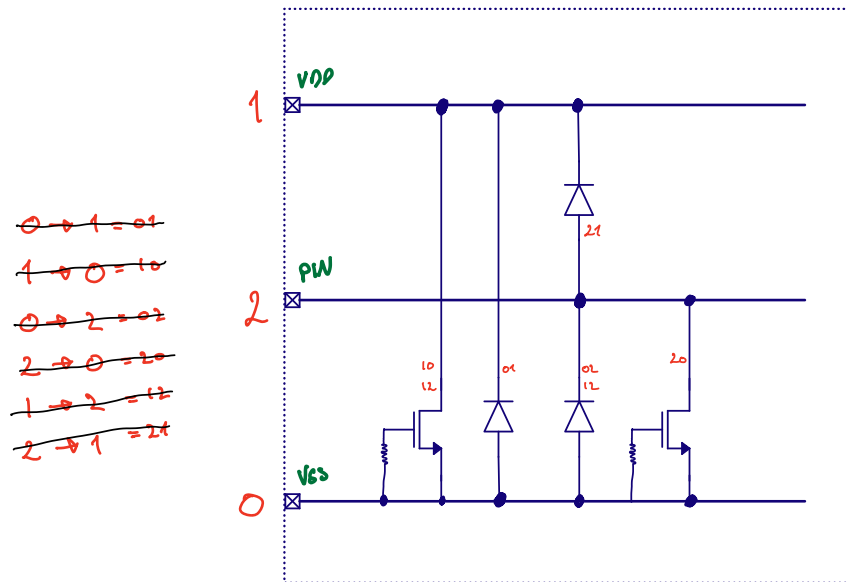 VDD
1
21
0 → 1 = 01
1 → 0 = 10
PIN
2
0 → 2 = 02
2 → 0 = 20
10
12
01
02
12
20
1 → 2 = 12
2 → 1 = 21
VSS
0